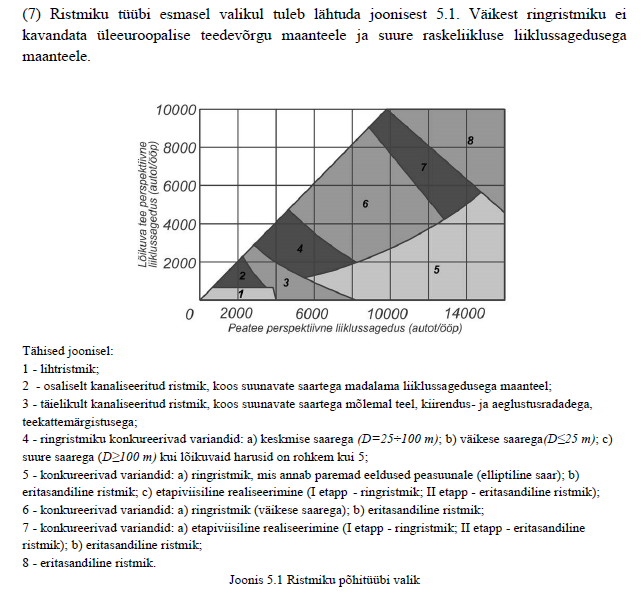 (7) Ristmiku tüübi esmasel valikul tuleb lähtuda joonisest 5.1. Väikest ringristmiku ei
kavandata üleeuroopalise teedevõrgu maanteele ja suure raskeliikluse liiklussagedusega
maanteele.
Lõikuva tee perspektiivne
liiklussagedus (autot/ööp)
10000
8000
6000
4000
2000
8
7
6
4
5
2
3
1
0 2000 6000 10000 14000
Peatee perspektiivne liiklussagedus (autot/ööp)
Tähised joonisel:
1 - lihtristmik;
2 - osaliselt kanaliseeritud ristmik, koos suunavate saartega madalama liiklussagedusega maanteel;
3 - täielikult kanaliseeritud ristmik, koos suunavate saartega mõlemal teel, kiirendus- ja aeglustusradadega,
teekattemärgistusega;
4 - ringristmiku konkureerivad variandid: a) keskmise saarega (D=25÷100 m); b) väikese saarega(D≤25 m); c)
suure saarega (D≥100 m) kui lõikuvaid harusid on rohkem kui 5;
5 - konkureerivad variandid: a) ringristmik, mis annab paremad eeldused peasuunale (elliptiline saar); b)
eritasandiline ristmik; c) etapiviisiline realiseerimine (I etapp - ringristmik; II etapp - eritasandiline ristmik);
6 - konkureerivad variandid: a) ringristmik (väikese saarega); b) eritasandiline ristmik;
7 - konkureerivad variandid: a) etapiviisiline realiseerimine (I etapp - ringristmik; II etapp - eritasandiline
ristmik); b) eritasandiline ristmik;
8 - eritasandiline ristmik.
Joonis 5.1 Ristmiku põhitüübi valik